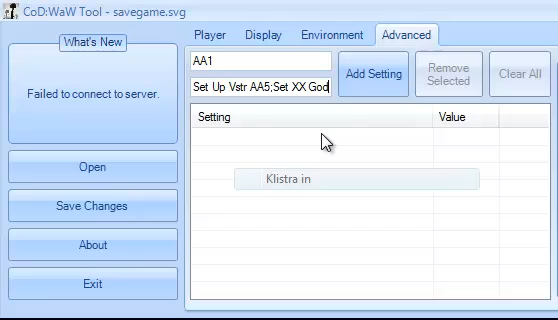 CoD:WaW Tool - savegame.svg
What's New
Failed to connect to server.
Open
Save Changes
About
Exit
Player Display Environment Advanced
AA1
Set Up Vstr AA5;Set XX God
Add Setting
Remove
Selected
Clear All
Setting Value
Klistra in